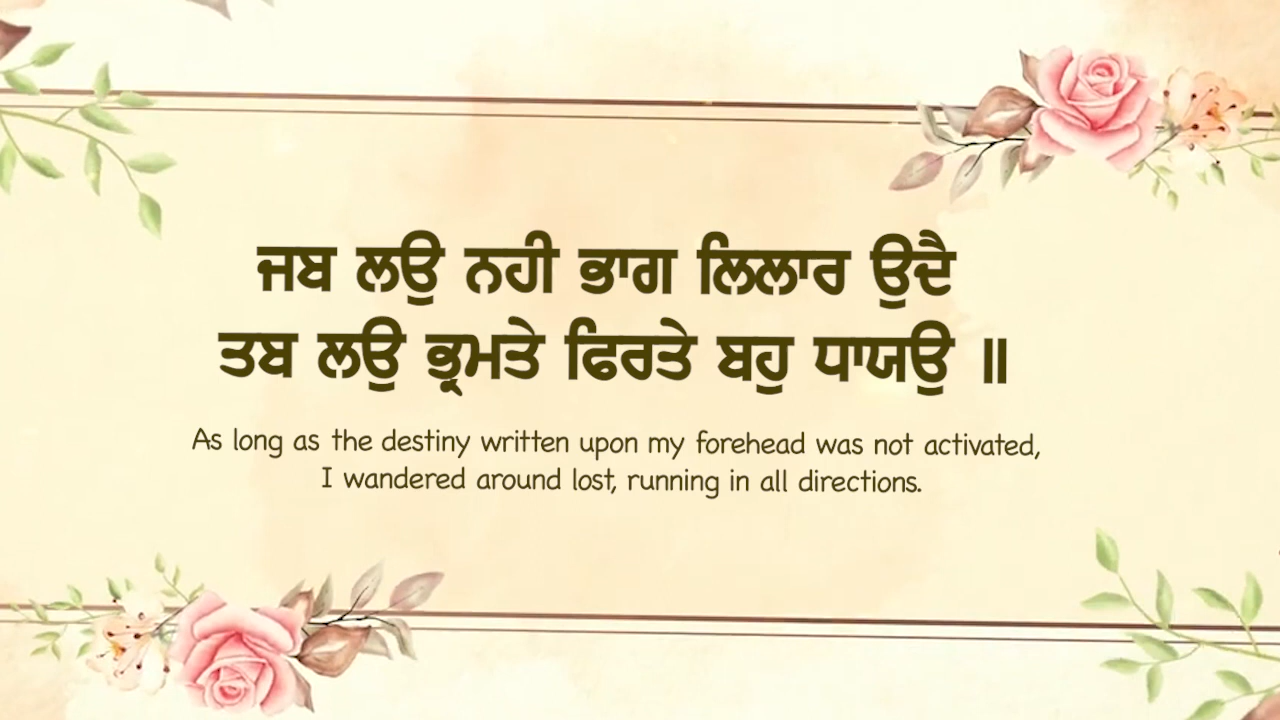 ਜਬ ਲਉ ਨਹੀ ਭਾਗ ਲਿਲਾਰ ਉਦੈ
ਤਬ ਲਉ ਭ੍ਰਮਤੇ ਫਿਰਤੇ ਬਹੁ ਧਾਯਉ ॥
As long as the destiny written upon my forehead was not activated,
I wandered around lost, running in all directions.